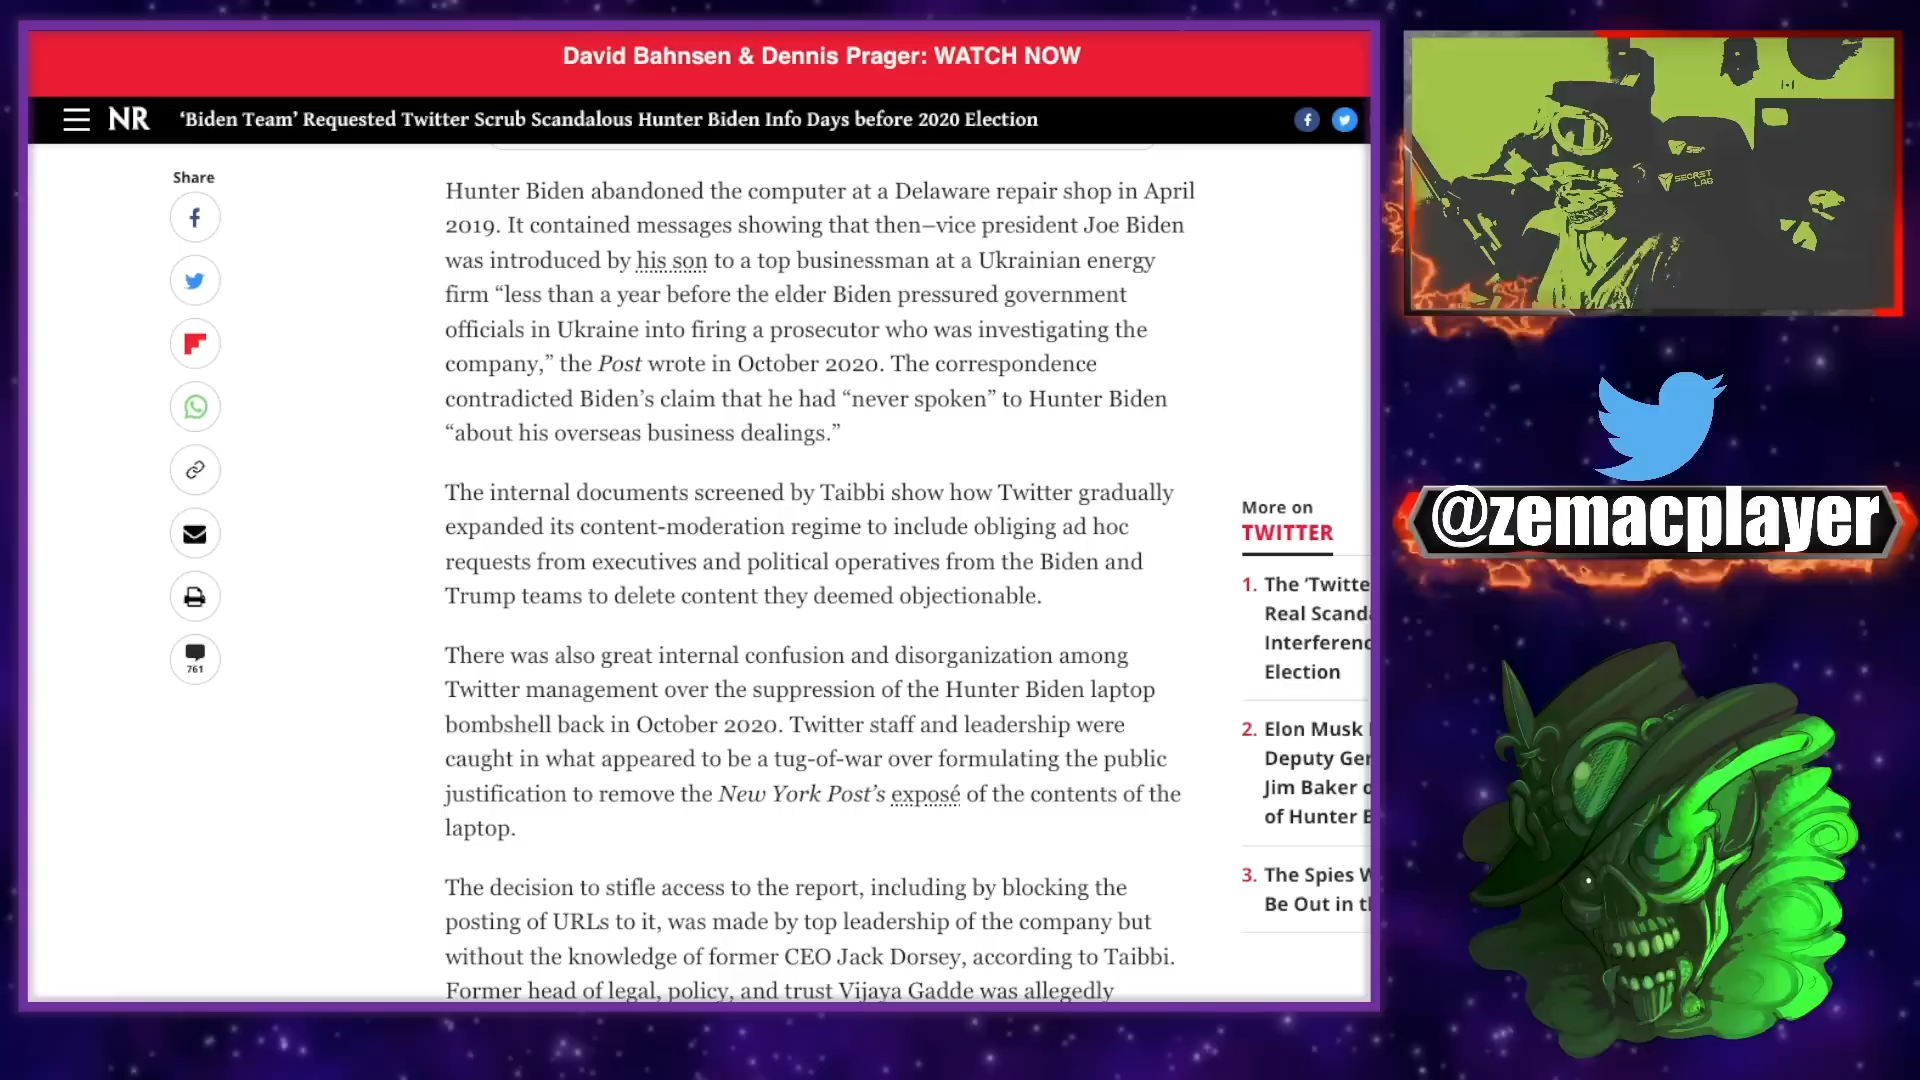 David Bahnsen & Dennis Prager: WATCH NOW
NR
‘Biden Team’ Requested Twitter Scrub Scandalous Hunter Biden Info Days before 2020 Election
Share
761
Hunter Biden abandoned the computer at a Delaware repair shop in April
2019. It contained messages showing that then–vice president Joe Biden
was introduced by his son to a top businessman at a Ukrainian energy
firm “less than a year before the elder Biden pressured government
officials in Ukraine into firing a prosecutor who was investigating the
company,” the Post wrote in October 2020. The correspondence
contradicted Biden’s claim that he had “never spoken” to Hunter Biden
“about his overseas business dealings.”
The internal documents screened by Taibbi show how Twitter gradually
expanded its content-moderation regime to include obliging ad hoc
requests from executives and political operatives from the Biden and
Trump teams to delete content they deemed objectionable.
There was also great internal confusion and disorganization among
Twitter management over the suppression of the Hunter Biden laptop
bombshell back in October 2020. Twitter staff and leadership were
caught in what appeared to be a tug-of-war over formulating the public
justification to remove the New York Post’s exposé of the contents of the
laptop.
The decision to stifle access to the report, including by blocking the
posting of URLs to it, was made by top leadership of the company but
without the knowledge of former CEO Jack Dorsey, according to Taibbi.
Former head of legal, policy, and trust Vijaya Gadde was allegedly
More on
TWITTER
1. The ‘Twitte
Real Scand
Interferenc
Election
2. Elon Musk
Deputy Ger
Jim Baker
of Hunter
3. The Spies
Be Out in
SECRET
LAB
@zemacplayer